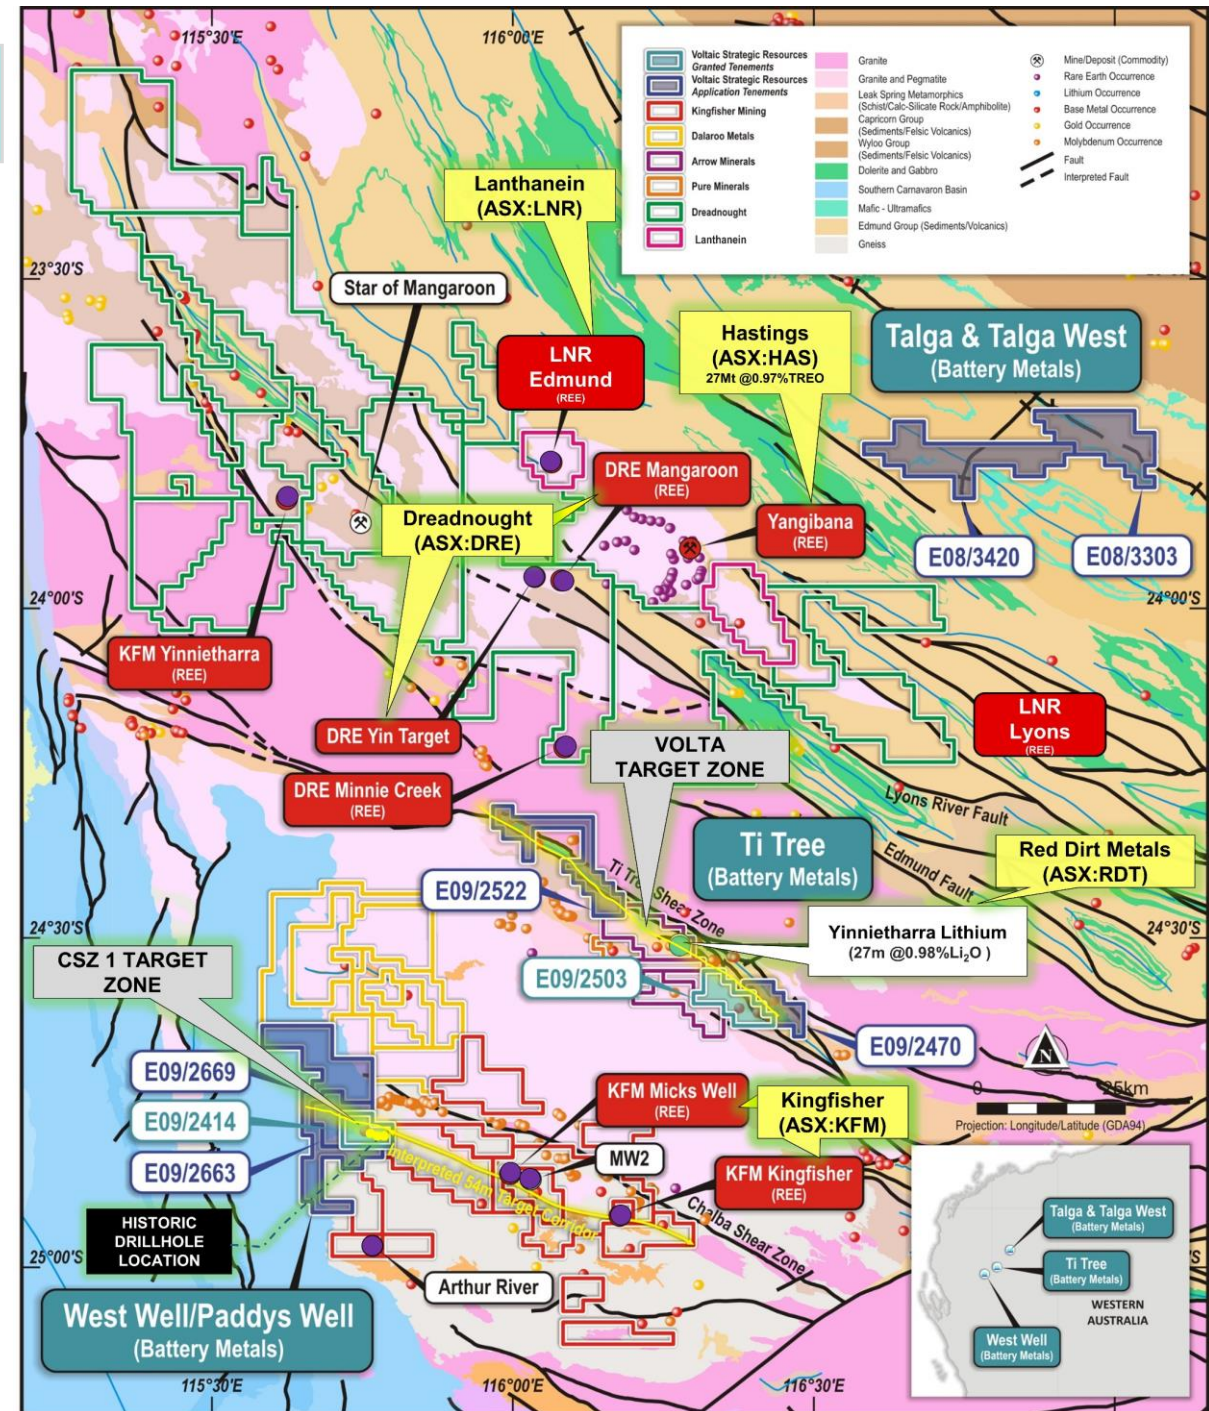 115°30'E
116°00'E
Voltaic Strategic Resources
Granted Tenements
Voltaic Strategic Resources
Application Tenements
Kingfisher Mining
Dalaroo Metals
Arrow Minerals
Pure Minerals
Dreadnought
Lanthanein
Granite
Granite and Pegmatite
Leak Spring Metamorphics
(Schist/Calc-Silicate Rock/Amphibolite)
Capricorn Group
(Sediments/Felsic Volcanics)
Wyloo Group
(Sediments/Felsic Volcanics)
Dolerite and Gabbro
Southern Carnavaron Basin
Mafic - Ultramafics
Edmund Group (Sediments/Volcanics)
Gneiss
Mine/Deposit (Commodity)
Rare Earth Occurrence
Lithium Occurrence
Base Metal Occurrence
Gold Occurrence
Molybdenum Occurrence
Fault
Interpreted Fault
Lanthanein
(ASX:LNR)
23°30'S
Star of Mangaroon
LNR
Edmund
(REE)
Hastings
(ASX:HAS)
27Mt @0.97%TREO
Talga & Talga West
(Battery Metals)
DRE Mangaroon
(REE)
Dreadnought
(ASX:DRE)
Yangibana
(REE)
E08/3420
E08/3303
24°00'S
24°00'S
KFM Yinnietharra
(REE)
DRE Yin Target
LNR
Lyons
(REE)
VOLTA
TARGET ZONE
DRE Minnie Creek
(REE)
Lyons River Fault
Ti Tree
(Battery Metals)
Edmund Fault
Red Dirt Metals
(ASX:RDT)
Ti Tree Shear Zone
E09/2522
24°30'S
24°30'S
Yinnietharra Lithium
(27m @0.98%Li₂O )
CSZ 1 TARGET
ZONE
E09/2503
E09/2470
N
E09/2669
E09/2414
E09/2663
KFM Micks Well
(REE)
Kingfisher
(ASX:KFM)
0 25km
Projection: Longitude/Latitude (GDA94)
MW2
KFM Kingfisher
(REE)
Interpreted 54m Target Corridor
Chalba Shear Zone
HISTORIC
DRILLHOLE
LOCATION
25°00'S
Arthur River
Talga & Talga West
(Battery Metals)
Ti Tree
(Battery Metals)
WESTERN
AUSTRALIA
West Well
(Battery Metals)
West Well/Paddys Well
(Battery Metals)
115°30'E
116°00'E
116°30'E